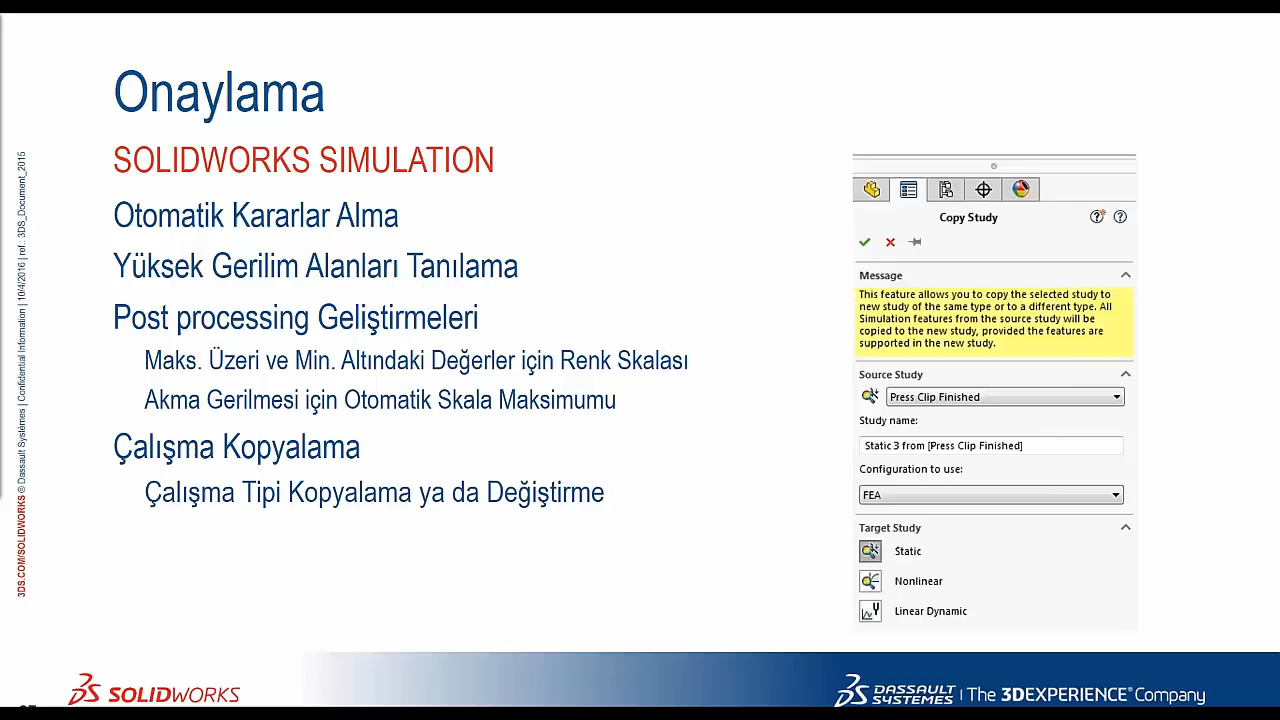 Onaylama
SOLIDWORKS SIMULATION
Otomatik Kararlar Alma
Yüksek Gerilim Alanları Tanılama
Post processing Geliştirmeleri
Maks. Üzeri ve Min. Altındaki Değerler için Renk Skalası
Akma Gerilmesi için Otomatik Skala Maksimumu
Çalışma Kopyalama
Çalışma Tipi Kopyalama ya da Değiştirme
Copy Study
Message
This feature allows you to copy the selected study to
new study of the same type or to a different type. All
Simulation features from the source study will be
copied to the new study, provided the features are
supported in the new study.
Source Study
Press Clip Finished
Study name:
Static 3 from [Press Clip Finished]
Configuration to use:
FEA
Target Study
Static
Nonlinear
Linear Dynamic
3DS.COM/SOLIDWORKS © Dassault Systèmes | Confidential Information | 10/4/2016 | ref.: 3DS_Document_2015
SOLIDWORKS
DASSAULT SYSTEMES | The 3DEXPERIENCE® Company